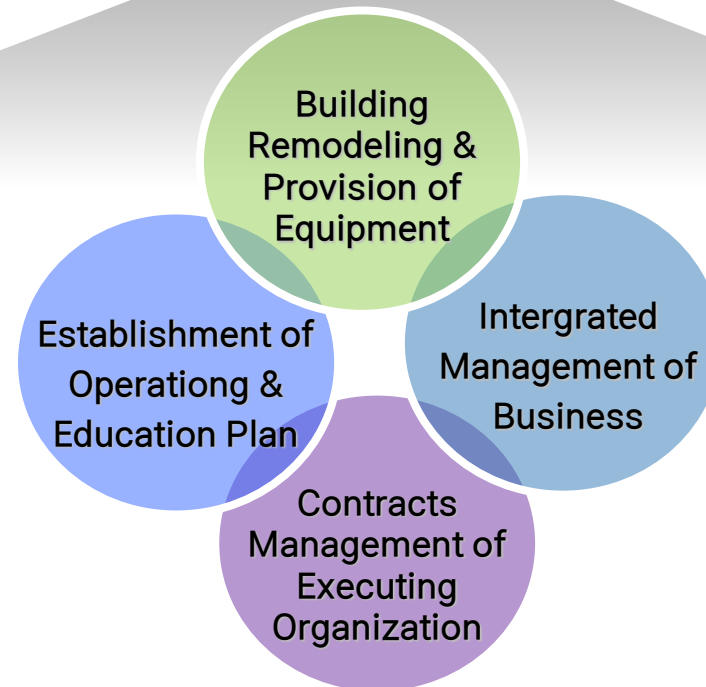 Building
Remodeling &
Provision of
Equipment
Establishment of
Operationg &
Education Plan
Intergrated
Management of
Business
Contracts
Management of
Executing
Organization